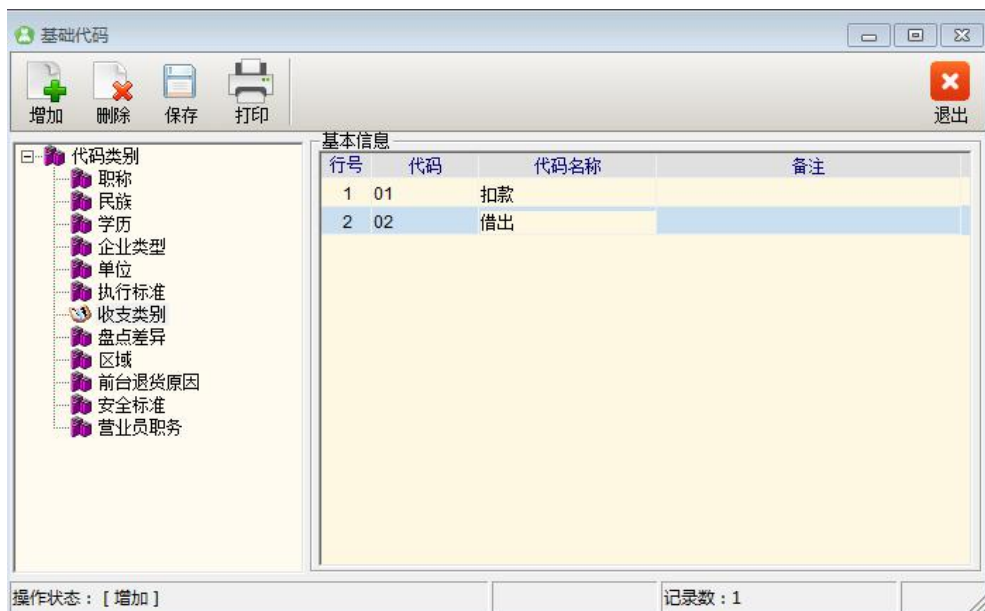 基础代码
增加 删除 保存 打印 退出
代码类别
职称
民族
学历
企业类型
单位
执行标准
收支类别
盘点差异
区域
前台退货原因
安全标准
营业员职务
基本信息
行号 代码 代码名称 备注
1 01 扣款
2 02 借出
操作状态：[ 增加 ] 记录数：1